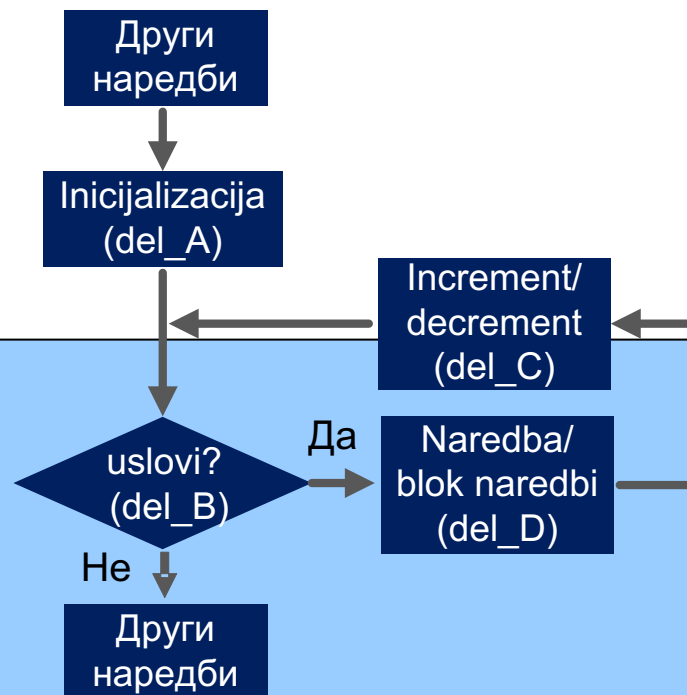 Други
наредби
Inicijalizacija
(del_A)
Increment/
decrement
(del_C)
uslovi?
(del_B)
Да
Naredba/
blok naredbi
(del_D)
Не
Други
наредби